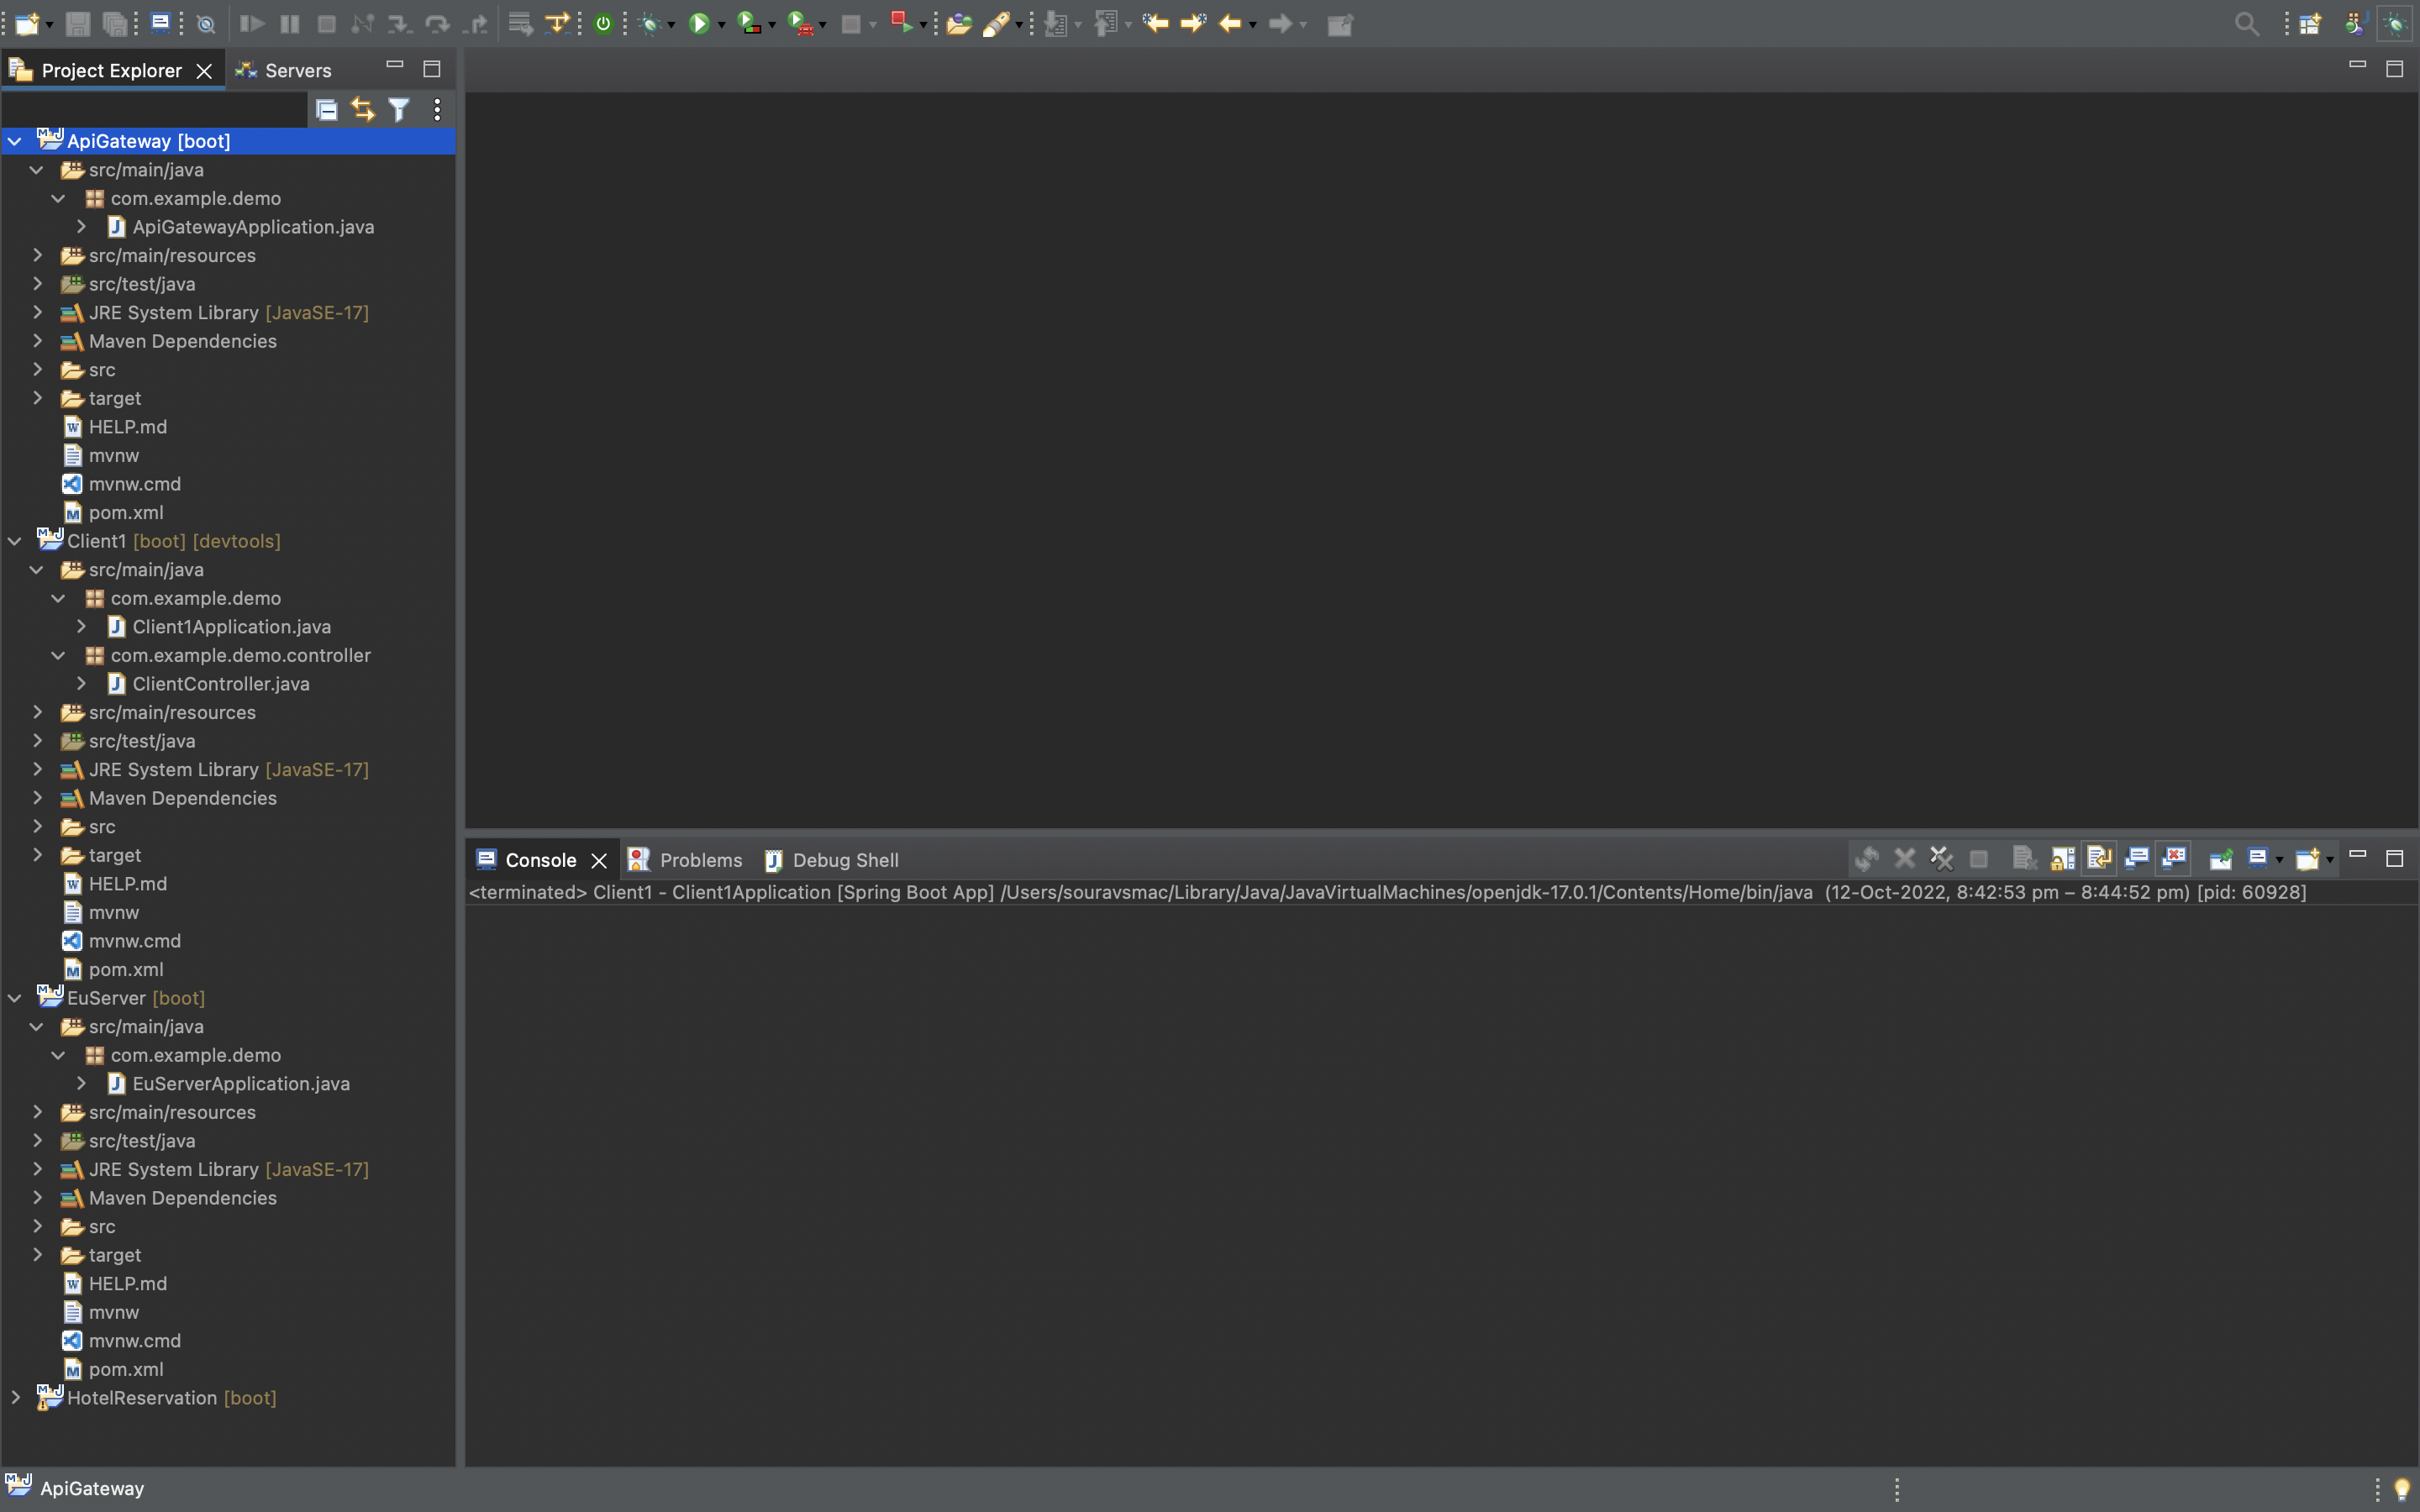 Project Explorer
Servers
ApiGateway [boot]
src/main/java
com.example.demo
ApiGatewayApplication.java
src/main/resources
src/test/java
JRE System Library [JavaSE-17]
Maven Dependencies
src
target
HELP.md
mvnw
mvnw.cmd
pom.xml
Client1 [boot] [devtools]
src/main/java
com.example.demo
Client1Application.java
com.example.demo.controller
ClientController.java
src/main/resources
src/test/java
JRE System Library [JavaSE-17]
Maven Dependencies
src
target
HELP.md
mvnw
mvnw.cmd
pom.xml
EuServer [boot]
src/main/java
com.example.demo
EuServerApplication.java
src/main/resources
src/test/java
JRE System Library [JavaSE-17]
Maven Dependencies
src
target
HELP.md
mvnw
mvnw.cmd
pom.xml
HotelReservation [boot]
Console
Problems
Debug Shell
<terminated> Client1 - Client1Application [Spring Boot App] /Users/souravsmac/Library/Java/JavaVirtualMachines/openjdk-17.0.1/Contents/Home/bin/java (12-Oct-2022, 8:42:53 pm – 8:44:52 pm) [pid: 60928]
ApiGateway